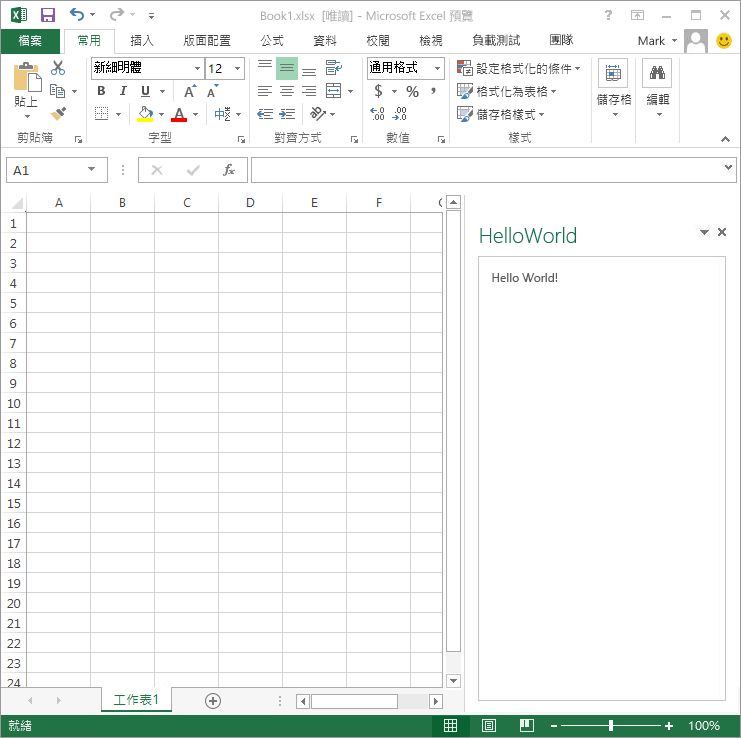 Book1.xlsx [唯讀] - Microsoft Excel 預覽 ?
檔案 常用 插入 版面配置 公式 資料 校閱 檢視 負載測試 團隊 Mark
新細明體 12 通用格式 設定格式化的條件
貼上 B I U A A $ % , 格式化為表格 儲存格 編輯
A 中 .00 .00 儲存格樣式
剪貼簿 字型 對齊方式 數值 樣式
A1 fx
A B C D E F G
HelloWorld
Hello World!
1
2
3
4
5
6
7
8
9
10
11
12
13
14
15
16
17
18
19
20
21
22
23
24
工作表1
就緒 100%